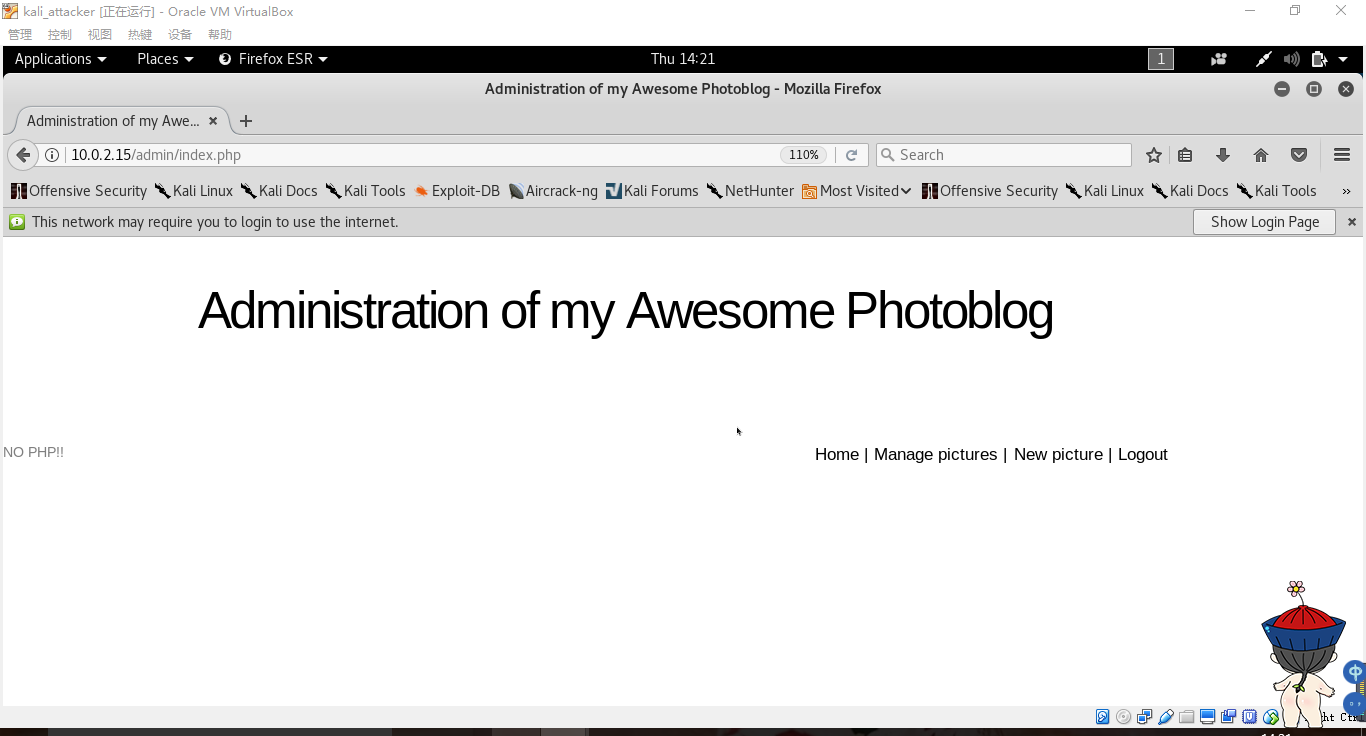 kali_attacker [正在运行] - Oracle VM VirtualBox
管理 控制 视图 热键 设备 帮助
Applications Places Firefox ESR Thu 14:21 1
Administration of my Awesome Photoblog - Mozilla Firefox
Administration of my Awe...
10.0.2.15/admin/index.php 110% Search
Offensive Security Kali Linux Kali Docs Kali Tools Exploit-DB Aircrack-ng Kali Forums NetHunter Most Visited Offensive Security Kali Linux Kali Docs Kali Tools »
This network may require you to login to use the internet. Show Login Page
Administration of my Awesome Photoblog
NO PHP!! Home | Manage pictures | New picture | Logout
中